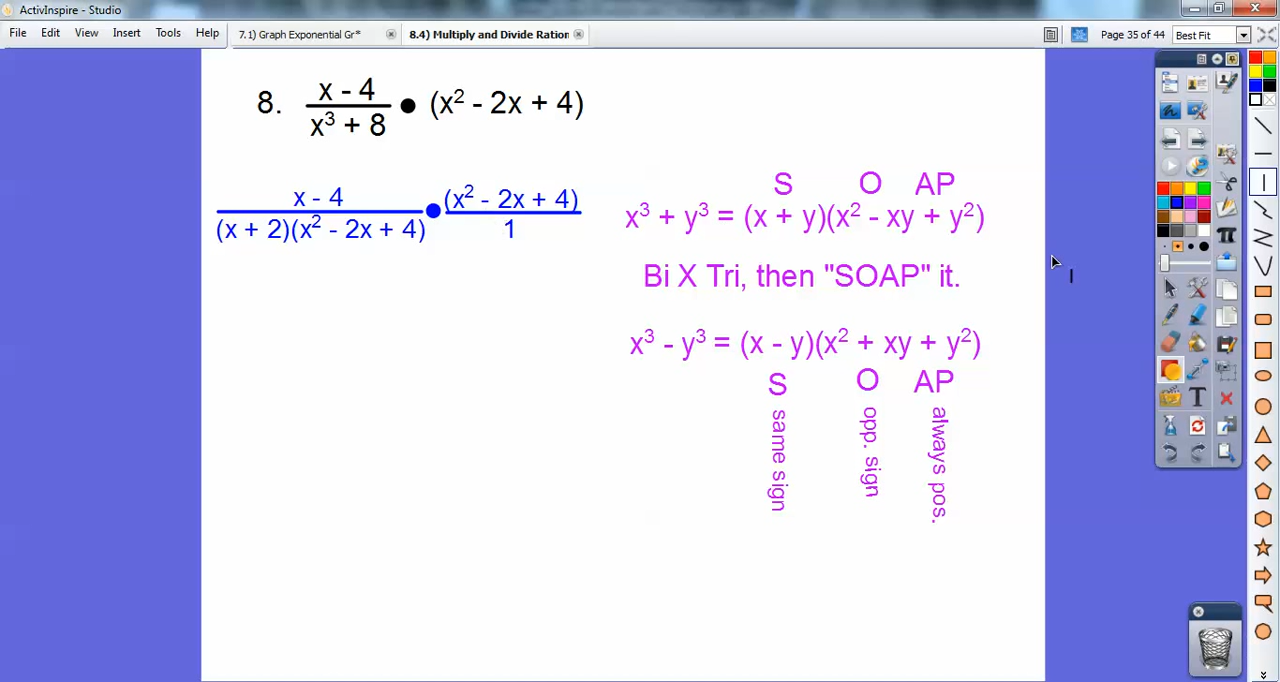 ActivInspire - Studio
File Edit View Insert Tools Help
7.1) Graph Exponential Gr*
8.4) Multiply and Divide Ration
Page 35 of 44
Best Fit
8. x - 4 / x³ + 8 • (x² - 2x + 4)
x - 4 / (x + 2)(x² - 2x + 4) • (x² - 2x + 4) / 1
S O AP
x³ + y³ = (x + y)(x² - xy + y²)
Bi X Tri, then "SOAP" it.
x³ - y³ = (x - y)(x² + xy + y²)
S O AP
same sign
opp. sign
always pos.